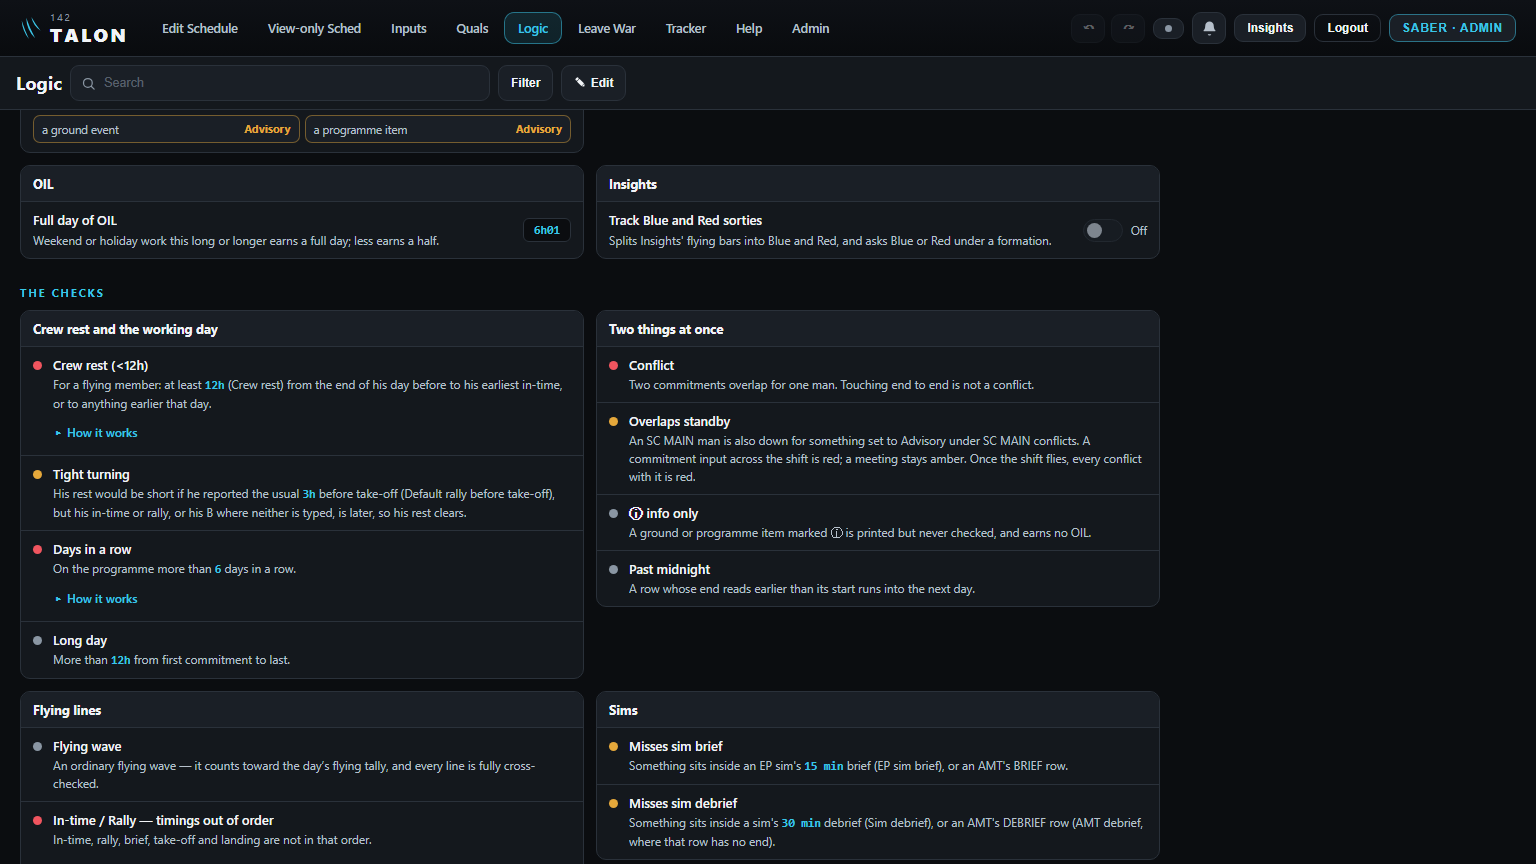 142
TALON
Edit Schedule
View-only Sched
Inputs
Quals
Logic
Leave War
Tracker
Help
Admin
Insights
Logout
SABER · ADMIN
Logic
Search
Filter
Edit
a ground event
Advisory
a programme item
Advisory
OIL
Full day of OIL
Weekend or holiday work this long or longer earns a full day; less earns a half.
6h01
Insights
Track Blue and Red sorties
Splits Insights' flying bars into Blue and Red, and asks Blue or Red under a formation.
Off
THE CHECKS
Crew rest and the working day
Crew rest (<12h)
For a flying member: at least 12h (Crew rest) from the end of his day before to his earliest in-time,
or to anything earlier that day.
How it works
Tight turning
His rest would be short if he reported the usual 3h before take-off (Default rally before take-off),
but his in-time or rally, or his B where neither is typed, is later, so his rest clears.
Days in a row
On the programme more than 6 days in a row.
How it works
Long day
More than 12h from first commitment to last.
Two things at once
Conflict
Two commitments overlap for one man. Touching end to end is not a conflict.
Overlaps standby
An SC MAIN man is also down for something set to Advisory under SC MAIN conflicts. A
commitment input across the shift is red; a meeting stays amber. Once the shift flies, every conflict
with it is red.
ⓘ info only
A ground or programme item marked ⓘ is printed but never checked, and earns no OIL.
Past midnight
A row whose end reads earlier than its start runs into the next day.
Flying lines
Flying wave
An ordinary flying wave — it counts toward the day's flying tally, and every line is fully cross-
checked.
In-time / Rally — timings out of order
In-time, rally, brief, take-off and landing are not in that order.
Sims
Misses sim brief
Something sits inside an EP sim's 15 min brief (EP sim brief), or an AMT's BRIEF row.
Misses sim debrief
Something sits inside a sim's 30 min debrief (Sim debrief), or an AMT's DEBRIEF row (AMT debrief,
where that row has no end).